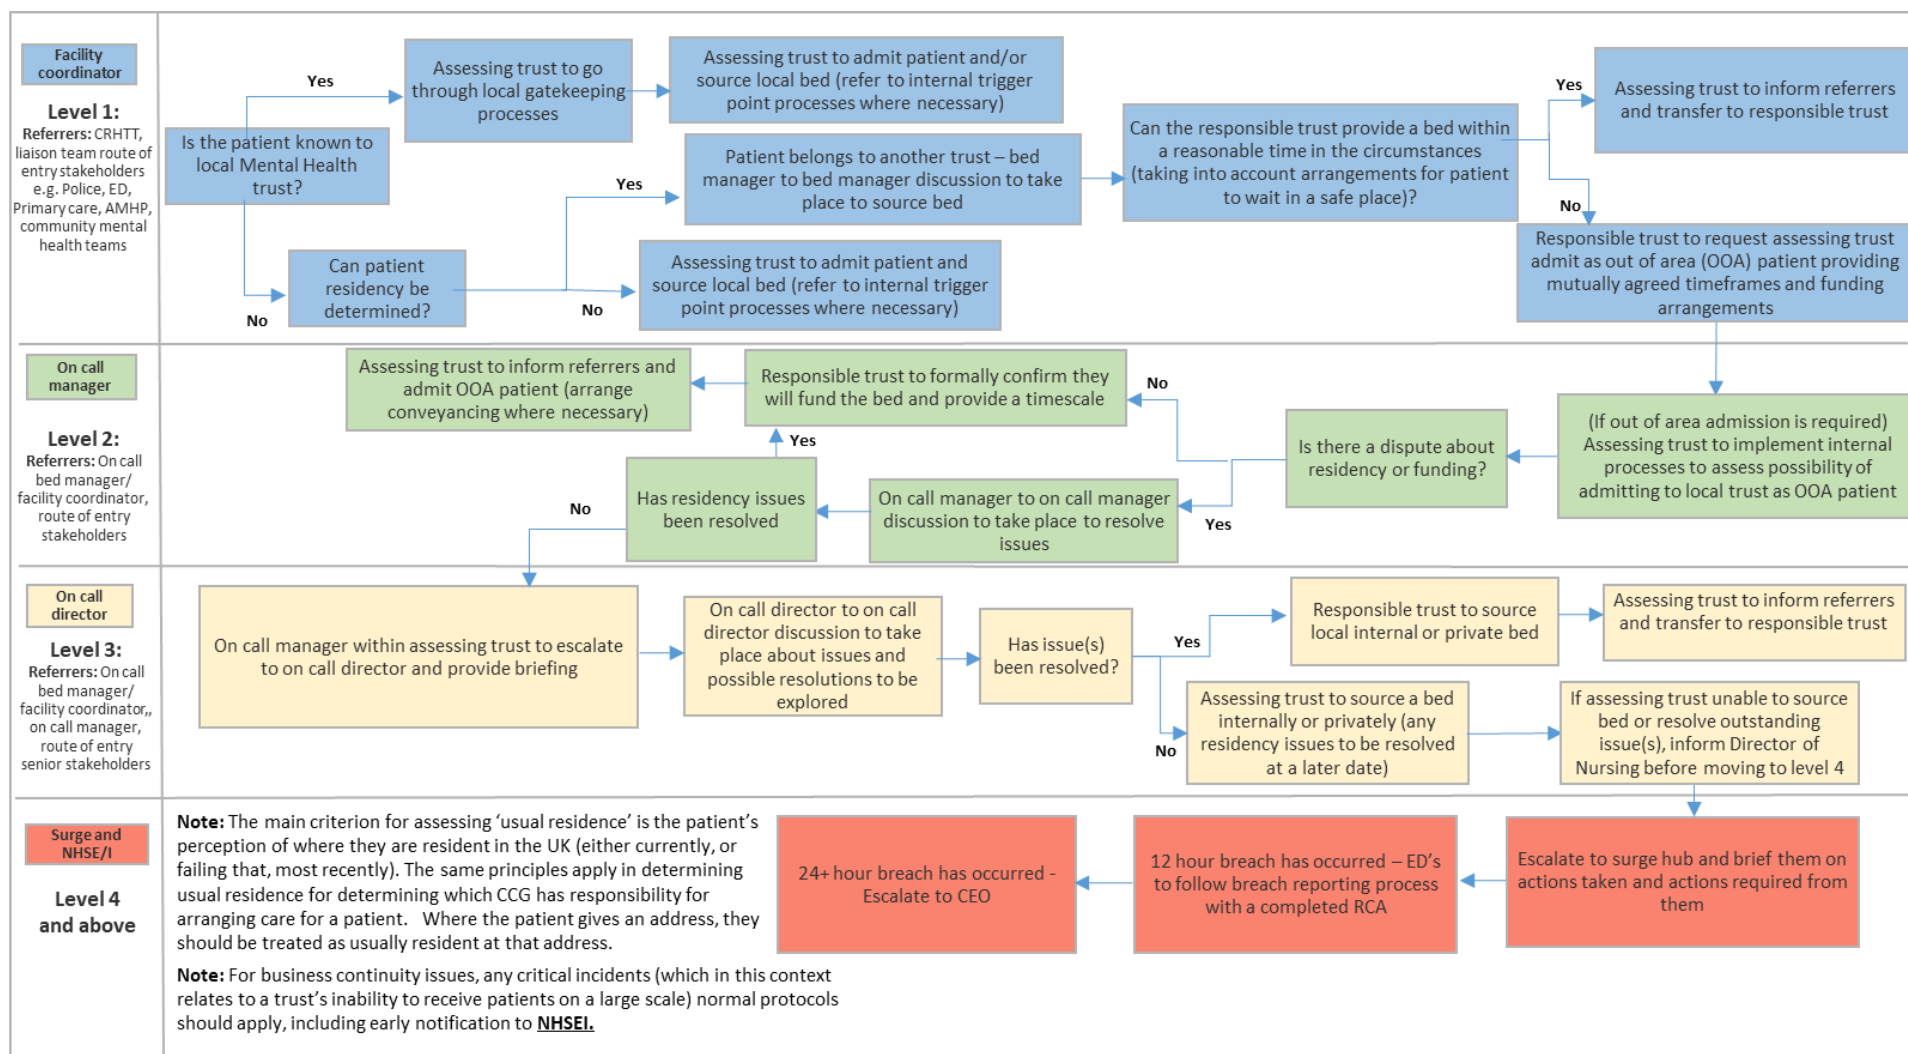 Facility
coordinator
Level 1:
Referrers: CRHTT,
liaison team route of
entry stakeholders
e.g. Police, ED,
Primary care, AMHP,
community mental
health teams
Is the patient known to
local Mental Health
trust?
Yes
Assessing trust to go
through local gatekeeping
processes
Assessing trust to admit patient and/or
source local bed (refer to internal trigger
point processes where necessary)
No
Can patient
residency be
determined?
Yes
Patient belongs to another trust – bed
manager to bed manager discussion to take
place to source bed
No
Assessing trust to admit patient and
source local bed (refer to internal trigger
point processes where necessary)
Can the responsible trust provide a bed within
a reasonable time in the circumstances
(taking into account arrangements for patient
to wait in a safe place)?
Yes
Assessing trust to inform referrers
and transfer to responsible trust
No
Responsible trust to request assessing trust
admit as out of area (OOA) patient providing
mutually agreed timeframes and funding
arrangements
On call
manager
Level 2:
Referrers: On call
bed manager/
facility coordinator,
route of entry
stakeholders
(If out of area admission is required)
Assessing trust to implement internal
processes to assess possibility of
admitting to local trust as OOA patient
Is there a dispute about
residency or funding?
No
Responsible trust to formally confirm they
will fund the bed and provide a timescale
Assessing trust to inform referrers and
admit OOA patient (arrange
conveyancing where necessary)
Yes
On call manager to on call manager
discussion to take place to resolve
issues
Has residency issues
been resolved
Yes
No
On call
director
Level 3:
Referrers: On call
bed manager/
facility coordinator,,
on call manager,
route of entry
senior stakeholders
On call manager within assessing trust to escalate
to on call director and provide briefing
On call director to on call
director discussion to take
place about issues and
possible resolutions to be
explored
Has issue(s)
been resolved?
Yes
Responsible trust to source
local internal or private bed
Assessing trust to inform referrers
and transfer to responsible trust
No
Assessing trust to source a bed
internally or privately (any
residency issues to be resolved
at a later date)
If assessing trust unable to source
bed or resolve outstanding
issue(s), inform Director of
Nursing before moving to level 4
Surge and
NHSE/I
Level 4
and above
Note: The main criterion for assessing ‘usual residence’ is the patient’s
perception of where they are resident in the UK (either currently, or
failing that, most recently). The same principles apply in determining
usual residence for determining which CCG has responsibility for
arranging care for a patient. Where the patient gives an address, they
should be treated as usually resident at that address.
Note: For business continuity issues, any critical incidents (which in this context
relates to a trust’s inability to receive patients on a large scale) normal protocols
should apply, including early notification to NHSEI.
24+ hour breach has occurred -
Escalate to CEO
12 hour breach has occurred – ED’s
to follow breach reporting process
with a completed RCA
Escalate to surge hub and brief them on
actions taken and actions required from
them